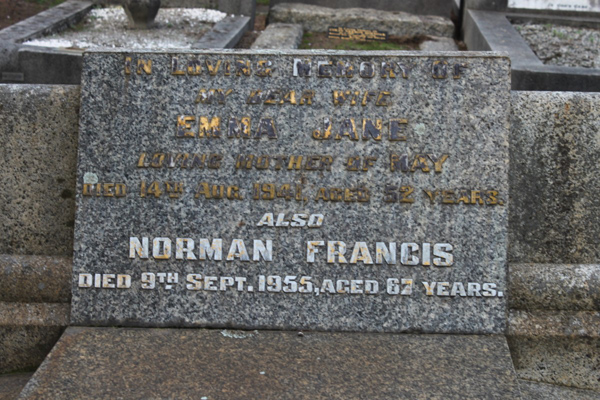 IN LOVING MEMORY OF
MY DEAR WIFE
EMMA JANE
LOVING MOTHER OF MAY
DIED 14TH 1941, AGED 52 YEARS.
ALSO
NORMAN FRANCIS
DIED 9TH SEPT. 1955, AGED 67 YEARS.